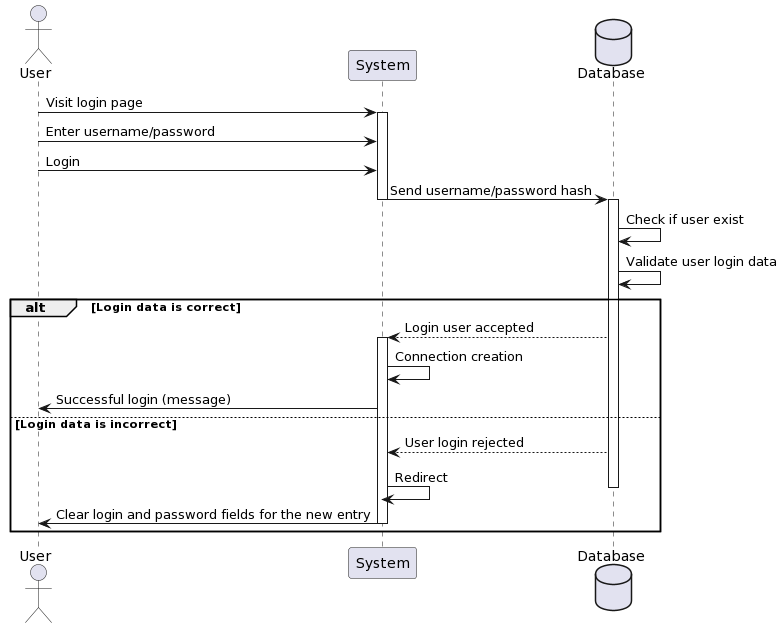 User
System
Database
Visit login page
Enter username/password
Login
Send username/password hash
Check if user exist
Validate user login data
alt [Login data is correct]
Login user accepted
Connection creation
Successful login (message)
[Login data is incorrect]
User login rejected
Redirect
Clear login and password fields for the new entry
User
System
Database